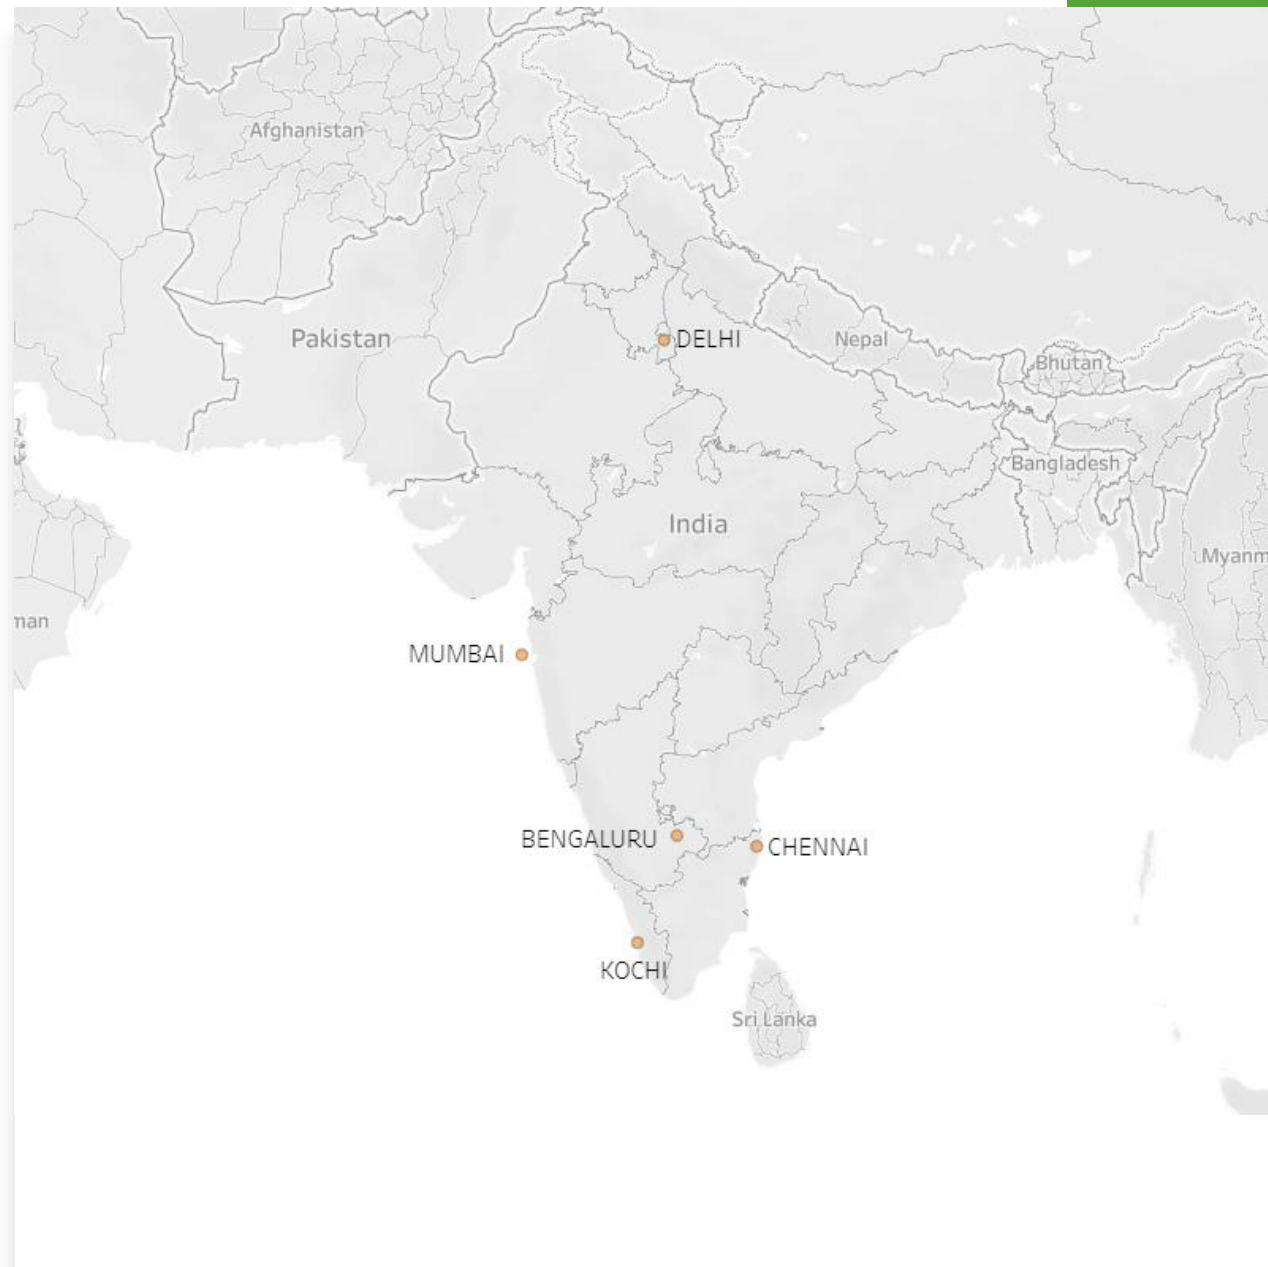 Afghanistan
Pakistan
DELHI
Nepal
Bhutan
Bangladesh
India
Myanm
man
MUMBAI
BENGALURU
CHENNAI
KOCHI
Sri Lanka